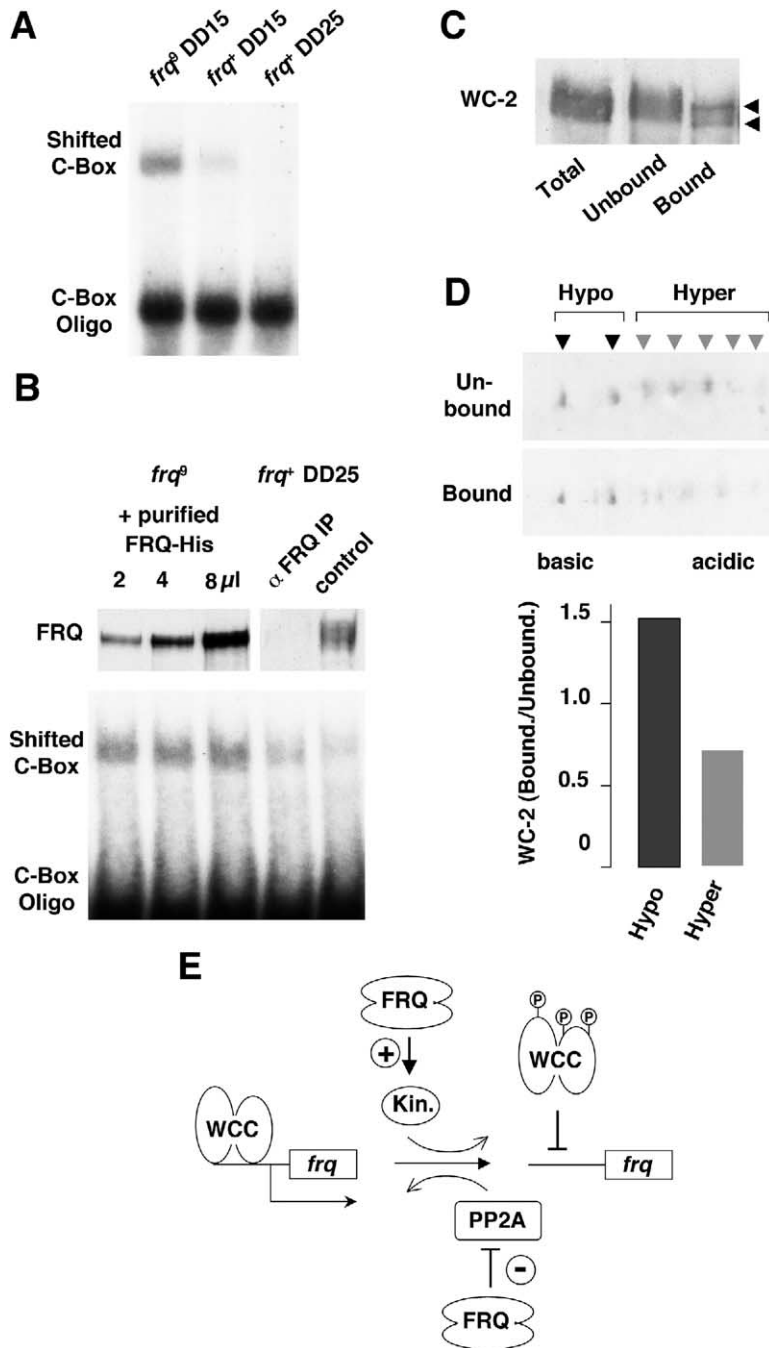 A
frq⁹ DD15
frq⁺ DD15
frq⁺ DD25
Shifted
C-Box
C-Box
Oligo
B
frq⁹
frq⁺ DD25
+ purified
FRQ-His
2 4 8 µl
α FRQ IP
control
FRQ
Shifted
C-Box
C-Box
Oligo
C
WC-2
Total
Unbound
Bound
D
Hypo Hyper
Un-
bound
Bound
basic acidic
WC-2 (Bound./Unbound.)
1.5
1.0
0.5
0
Hypo
Hyper
E
FRQ
+
Kin.
WCC
frq
P
P
P
WCC
frq
PP2A
-
FRQ